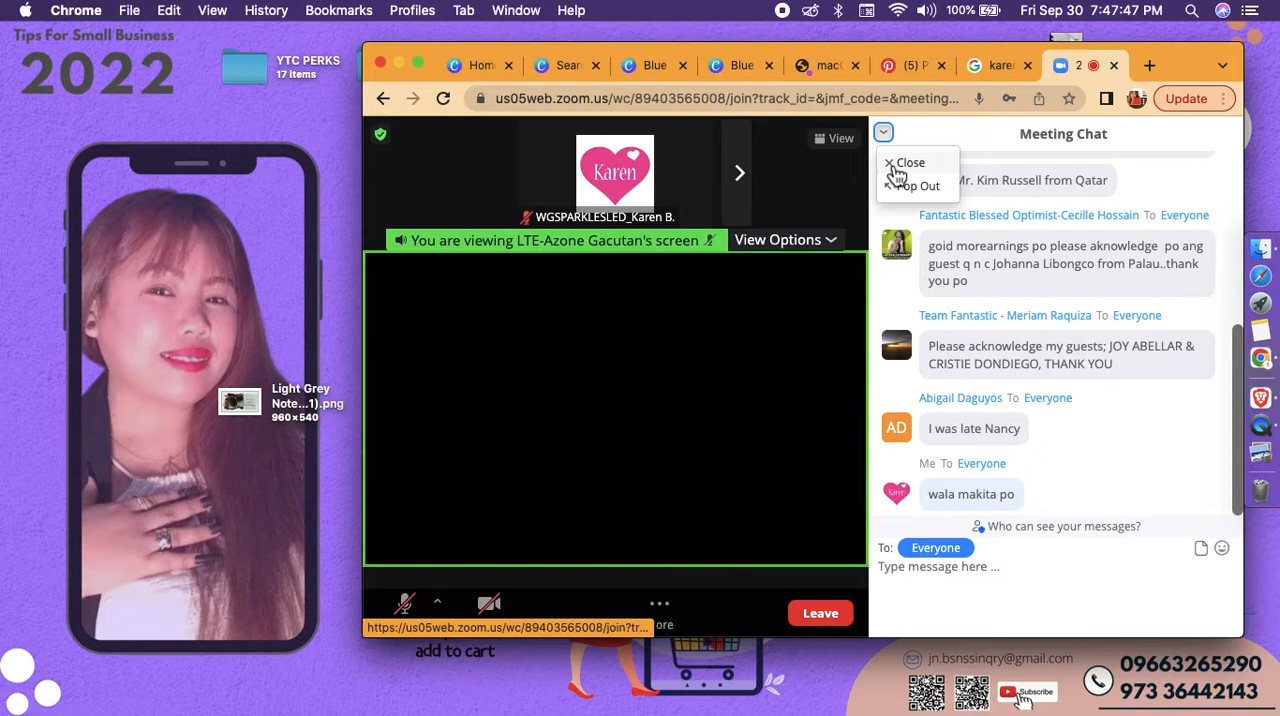 Chrome File Edit View History Bookmarks Profiles Tab Window Help 100% Fri Sep 30 7:47:47 PM
Tips For Small Business
2022
YTC PERKS
17 items
Hom
Sear
Blue
Blue
mac
(5) P
karen
2
us05web.zoom.us/wc/89403565008/join?track_id=&jmf_code=&meeting...
Update
View
Karen
WGSPARKLESLED_Karen B.
You are viewing LTE-Azone Gacutan's screen
View Options
Meeting Chat
Close
Pop Out
Mr. Kim Russell from Qatar
Fantastic Blessed Optimist-Cecille Hossain To Everyone
goid morearnings po please aknowledge po ang
guest q n c Johanna Libongco from Palau..thank
you po
Team Fantastic - Meriam Raquiza To Everyone
Please acknowledge my guests; JOY ABELLAR &
CRISTIE DONDIEGO, THANK YOU
Abigail Daguyos To Everyone
AD
I was late Nancy
Me To Everyone
Karen
wala makita po
Who can see your messages?
To: Everyone
Type message here ...
Light Grey
Note...1).png
960×540
Leave
ore
https://us05web.zoom.us/wc/89403565008/join?tr...
add to cart
jn.bsnssinqry@gmail.com
Subscribe
09663265290
973 36442143